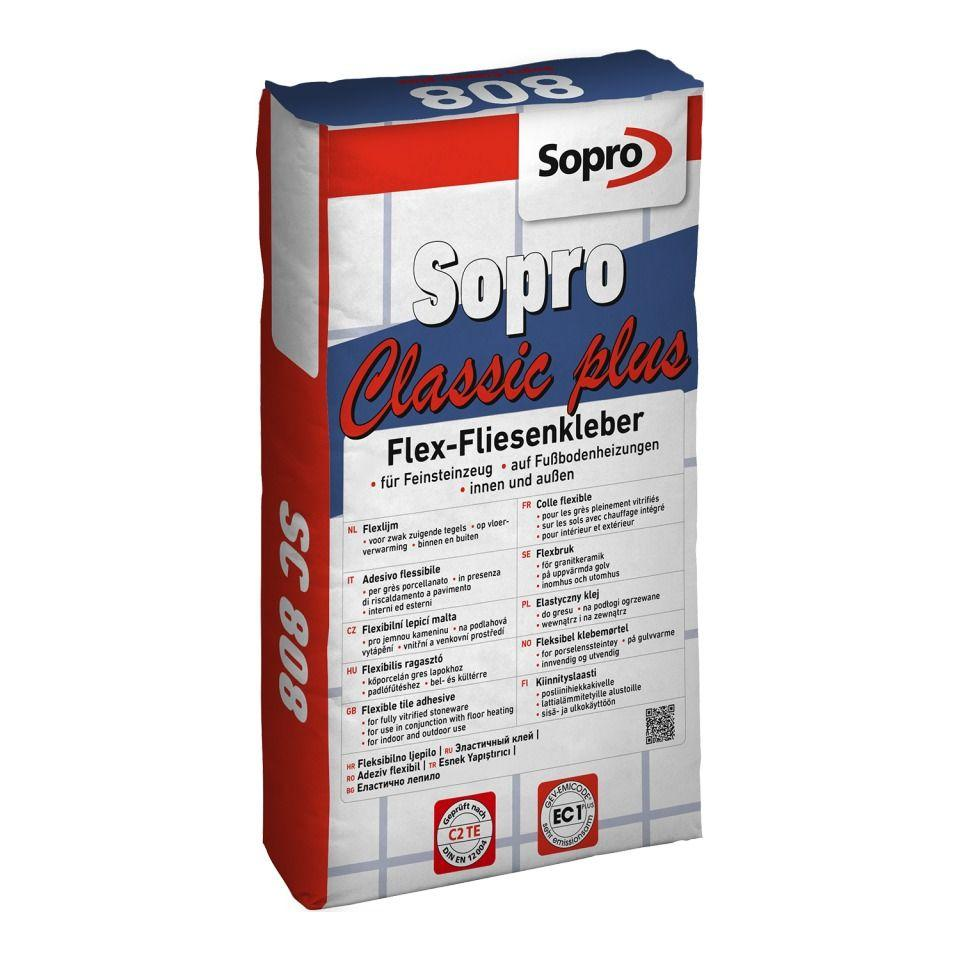 808
Sopro
Sopro
Classic plus
Flex-Fliesenkleber
• für Feinsteinzeug • auf Fußbodenheizungen
• innen und außen
NL Flexlijm
• voor zwak zuigende tegels • op vloer-
verwarming • binnen en buiten
IT Adesivo flessibile
• per grès porcellanato • in presenza
di riscaldamento a pavimento
• interni ed esterni
CZ Flexibilní lepicí malta
• pro jemnou kameninu • na podlahová
vytápění • vnitřní a venkovní prostředí
HU Flexibilis ragasztó
• kőporcelán gres lapokhoz
• padlófűtéshez • bel- és kültérre
GB Flexible tile adhesive
• for fully vitrified stoneware
• for use in conjunction with floor heating
• for indoor and outdoor use
FR Colle flexible
• pour les grès pleinement vitrifiés
• sur les sols avec chauffage intégré
• pour intérieur et extérieur
SE Flexbruk
• för granitkeramik
• på uppvärmda golv
• inomhus och utomhus
PL Elastyczny klej
• do gresu • na podłogi ogrzewane
• wewnątrz i na zewnątrz
NO Fleksibel klebemørtel
• for porselenssteintøy • på gulvvarme
• innvendig og utvendig
FI Kiinnityslaasti
• posliinihiekkakivelle
• lattialämmitetyille alustoille
• sisä- ja ulkokäyttöön
HR Fleksibilno ljepilo | RU Эластичный клей |
RO Adeziv flexibil | TR Esnek Yapıştırıcı |
BG Еластично лепило
Geprüft nach
C2 TE
DIN EN 12004
GEV-EMICODE
EC1 PLUS
sehr emissionsarm
SC 808